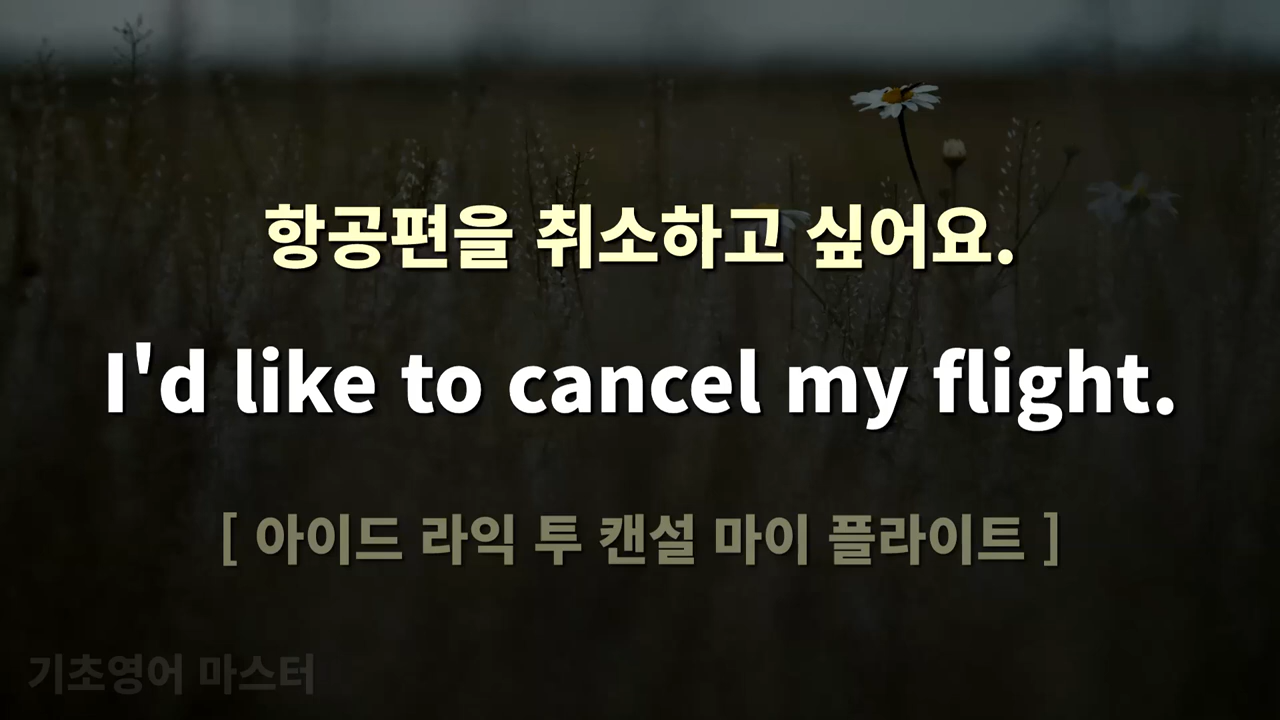 항공편을 취소하고 싶어요.
I'd like to cancel my flight.
[ 아이드 라익 투 캔설 마이 플라이트 ]
기초영어 마스터